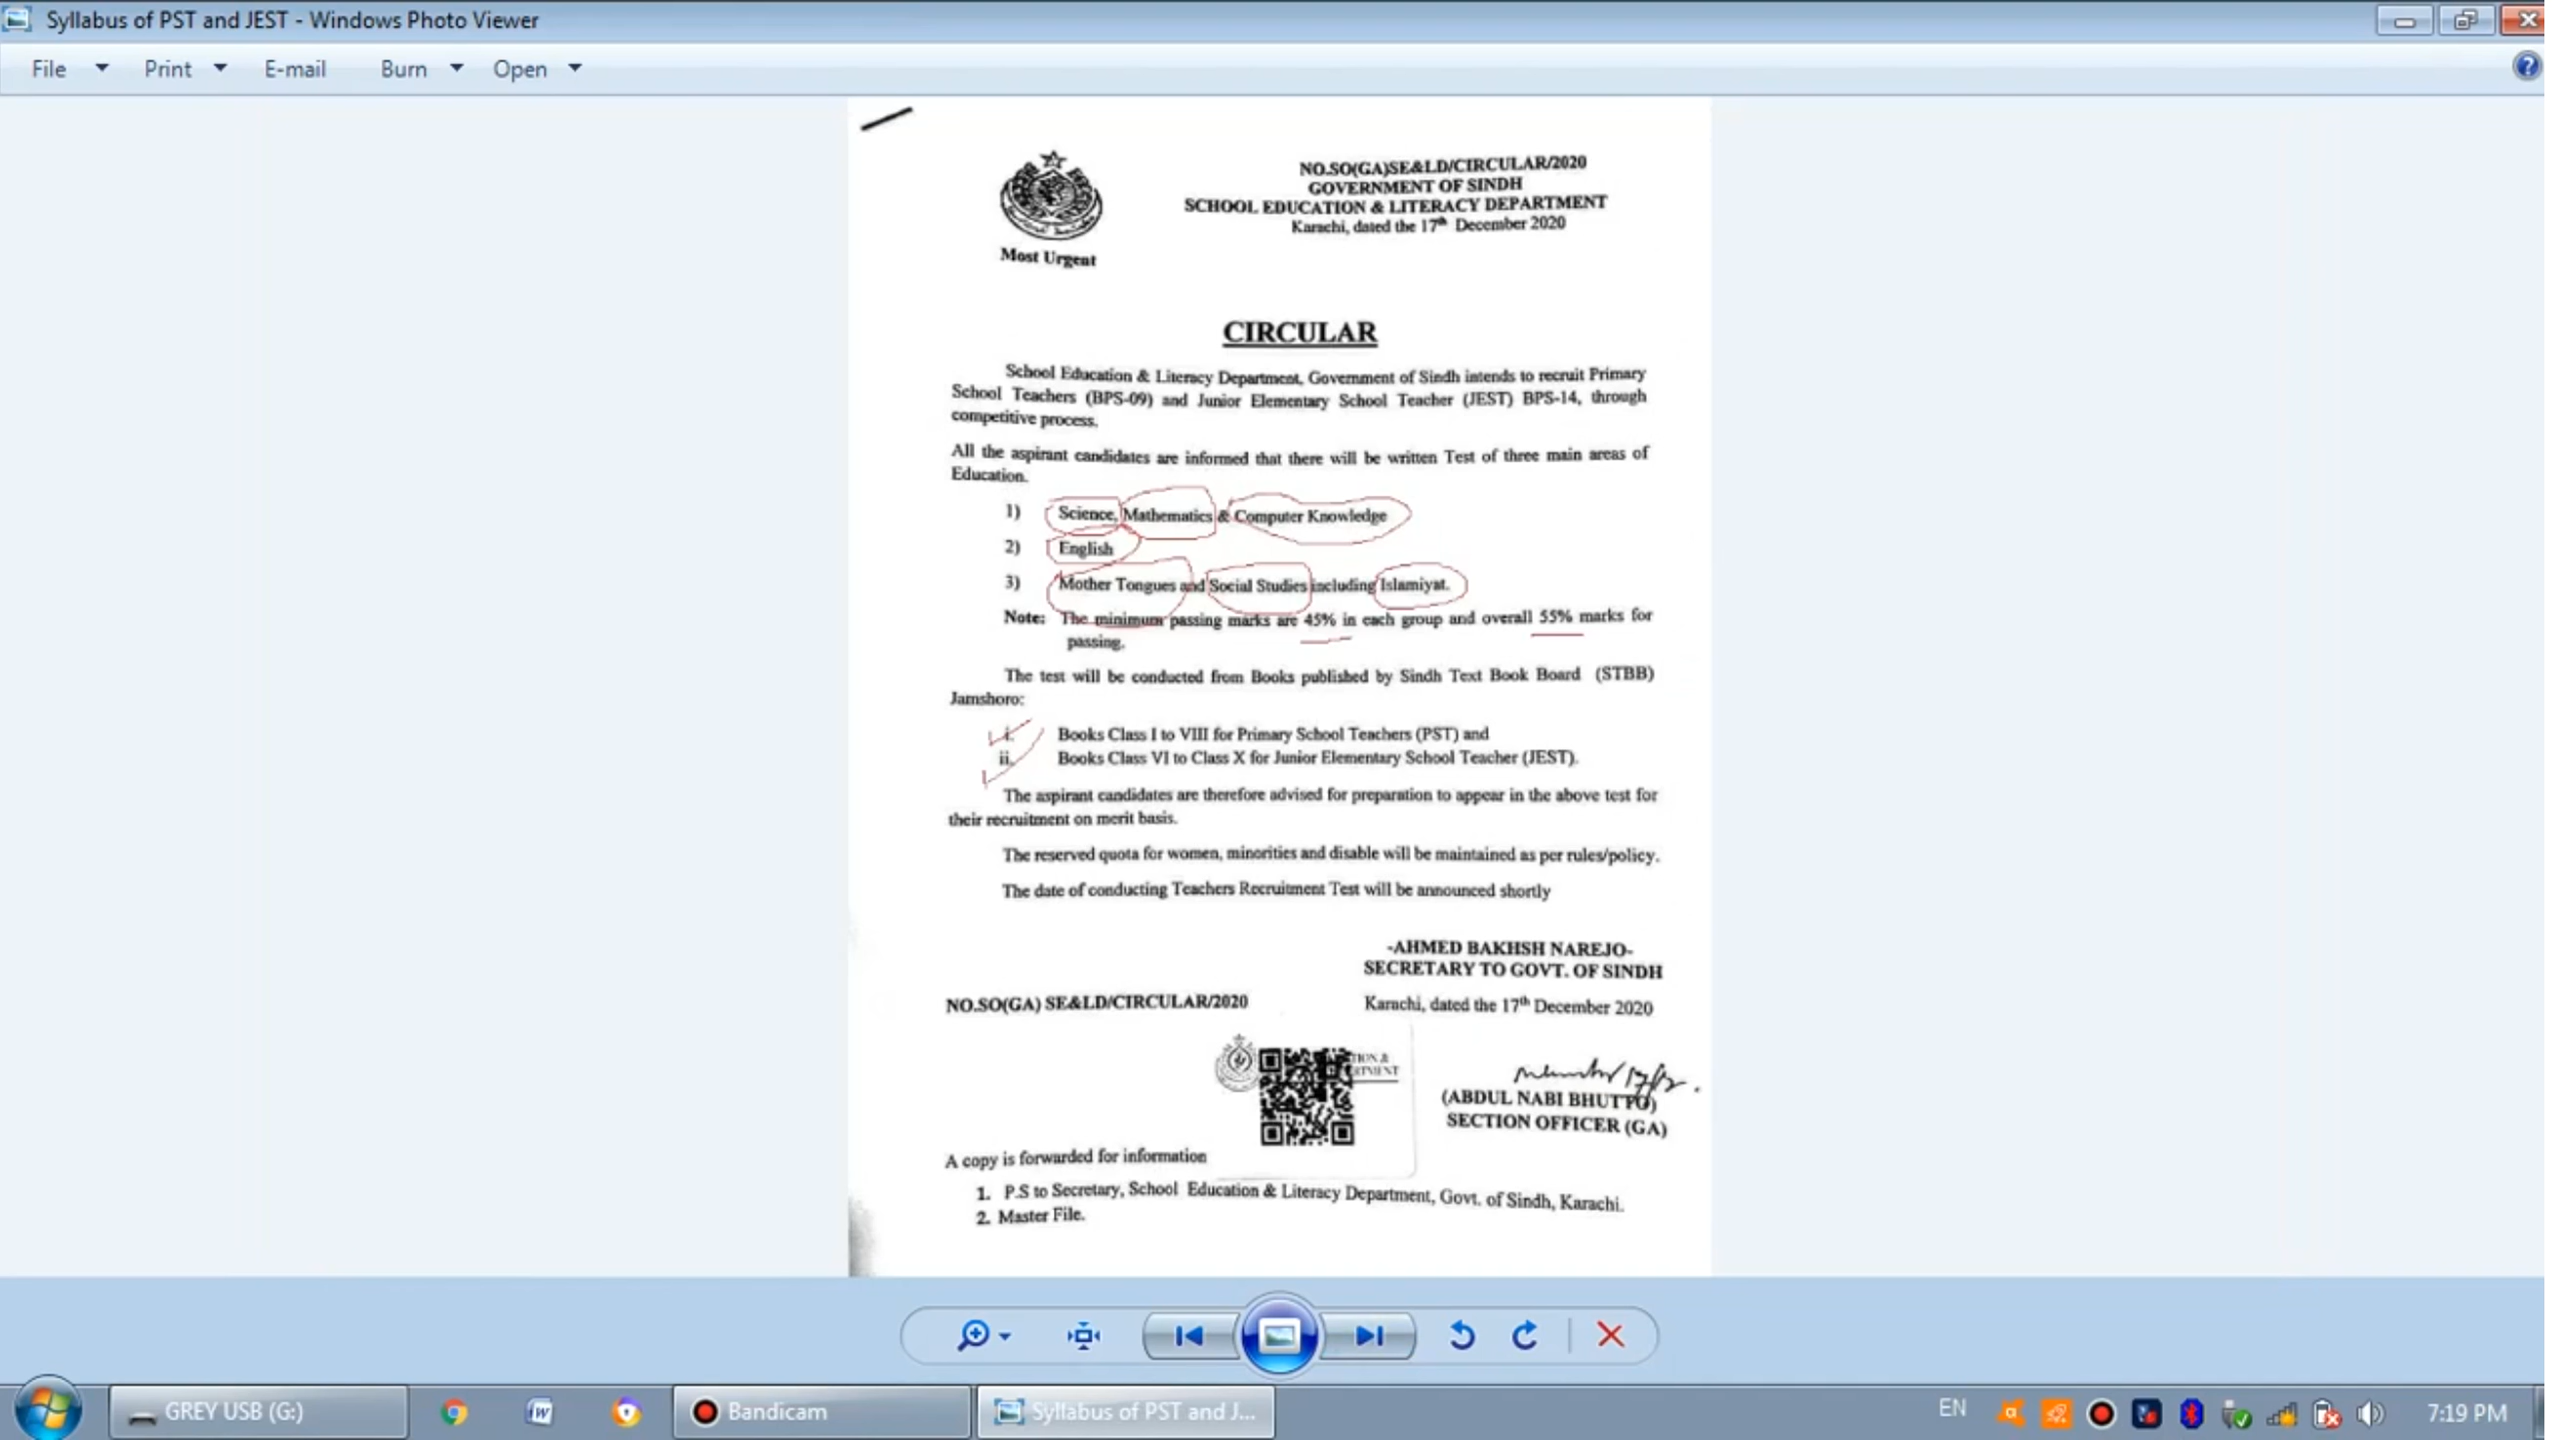 Syllabus of PST and JEST - Windows Photo Viewer
File Print E-mail Burn Open
NO.SO(GA)SE&LD/CIRCULAR/2020
GOVERNMENT OF SINDH
SCHOOL EDUCATION & LITERACY DEPARTMENT
Karachi, dated the 17th December 2020
Most Urgent
CIRCULAR
School Education & Literacy Department, Government of Sindh intends to recruit Primary
School Teachers (BPS-09) and Junior Elementary School Teacher (JEST) BPS-14, through
competitive process.
All the aspirant candidates are informed that there will be written Test of three main areas of
Education.
1) Science, Mathematics & Computer Knowledge
2) English
3) Mother Tongues and Social Studies including Islamiyat.
Note: The minimum passing marks are 45% in each group and overall 55% marks for
passing.
The test will be conducted from Books published by Sindh Text Book Board (STBB)
Jamshoro:
i. Books Class I to VIII for Primary School Teachers (PST) and
ii. Books Class VI to Class X for Junior Elementary School Teacher (JEST).
The aspirant candidates are therefore advised for preparation to appear in the above test for
their recruitment on merit basis.
The reserved quota for women, minorities and disable will be maintained as per rules/policy.
The date of conducting Teachers Recruitment Test will be announced shortly
-AHMED BAKHSH NAREJO-
SECRETARY TO GOVT. OF SINDH
NO.SO(GA) SE&LD/CIRCULAR/2020 Karachi, dated the 17th December 2020
TION &
RTMENT
(ABDUL NABI BHUTTO)
SECTION OFFICER (GA)
A copy is forwarded for information
1. P.S to Secretary, School Education & Literacy Department, Govt. of Sindh, Karachi.
2. Master File.
GREY USB (G:) Bandicam Syllabus of PST and J... EN 7:19 PM